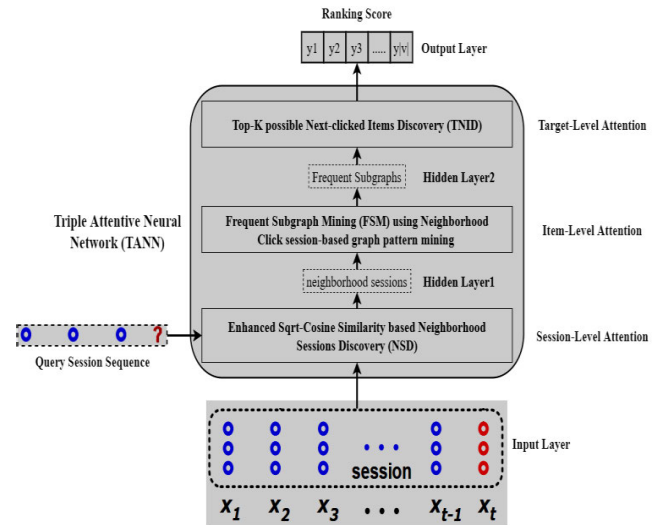 Ranking Score
y1 y2 y3 ..... y|v|
Output Layer
Top-K possible Next-clicked Items Discovery (TNID)
Target-Level Attention
Frequent Subgraphs
Hidden Layer2
Triple Attentive Neural
Network (TANN)
Frequent Subgraph Mining (FSM) using Neighborhood
Click session-based graph pattern mining
Item-Level Attention
neighborhood sessions
Hidden Layer1
?
Query Session Sequence
Enhanced Sqrt-Cosine Similarity based Neighborhood
Sessions Discovery (NSD)
Session-Level Attention
Input Layer
...
session
x1 x2 x3 ... xt-1 xt